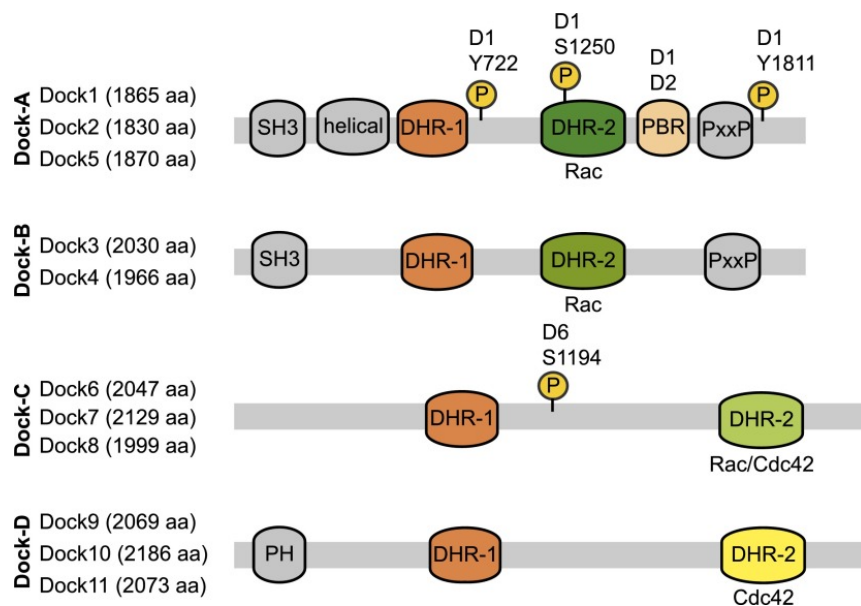 D1
Y722
D1
S1250
D1
D2
D1
Y1811
P
P
P
Dock-A
Dock1 (1865 aa)
Dock2 (1830 aa)
Dock5 (1870 aa)
SH3 helical DHR-1 DHR-2 PBR PxxP
Rac
Dock-B
Dock3 (2030 aa)
Dock4 (1966 aa)
SH3 DHR-1 DHR-2 PxxP
Rac
D6
S1194
P
Dock-C
Dock6 (2047 aa)
Dock7 (2129 aa)
Dock8 (1999 aa)
DHR-1 DHR-2
Rac/Cdc42
Dock-D
Dock9 (2069 aa)
Dock10 (2186 aa)
Dock11 (2073 aa)
PH DHR-1 DHR-2
Cdc42